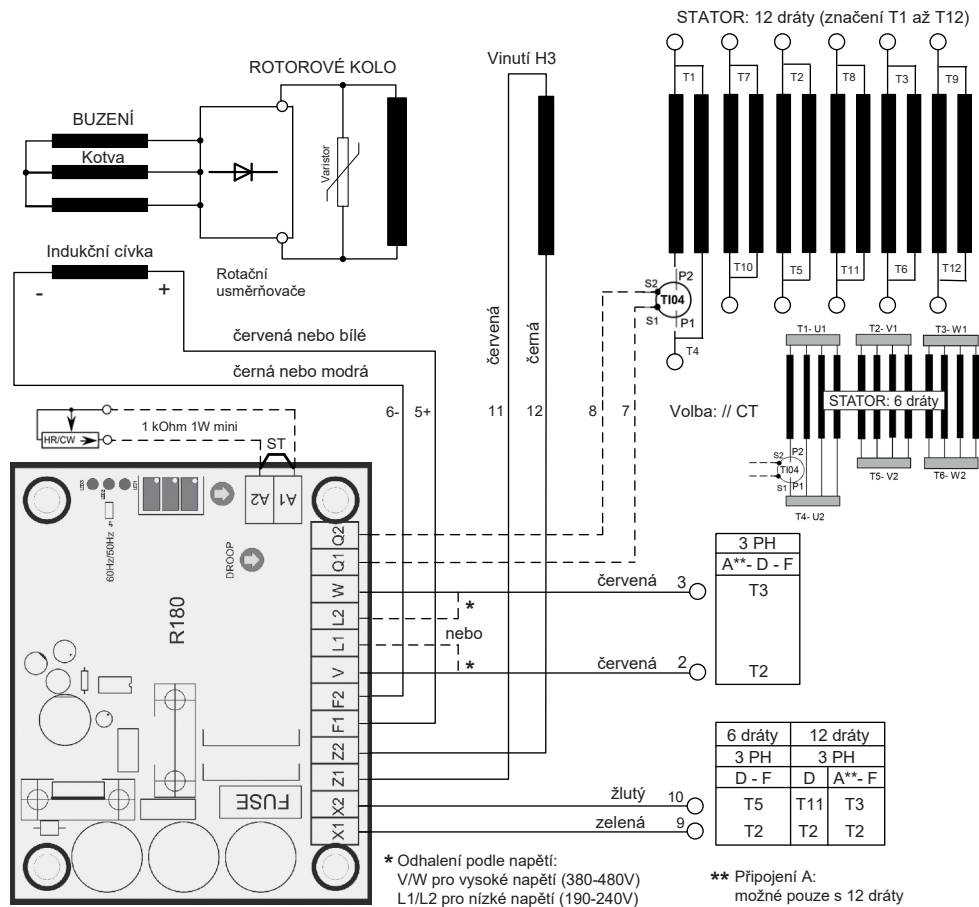 STATOR: 12 dráty (značení T1 až T12)
T1
T7
T2
T8
T3
T9
T10
T5
T11
T6
T12
Vinutí H3
ROTOROVÉ KOLO
BUZENÍ
Kotva
Varistor
Indukční cívka
-
+
Rotační
usměrňovače
S2
P2
TI04
S1
P1
T4
červená nebo bílé
černá nebo modrá
červená
černá
6-
5+
11
12
8
7
Volba: // CT
T1- U1
T2- V1
T3- W1
STATOR: 6 dráty
S2
P2
TI04
S1
P1
T5- V2
T6- W2
T4- U2
1 kOhm 1W mini
HR/CW
ST
A2
A1
60Hz/50Hz
DROOP
R180
FUSE
Q2
Q1
W
L2
L1
V
F2
F1
Z2
Z1
X2
X1
červená 3
*
nebo
*
červená 2
3 PH
A**- D - F
T3
T2
žlutý 10
zelená 9
6 dráty 12 dráty
3 PH 3 PH
D - F D A**- F
T5 T11 T3
T2 T2 T2
* Odhalení podle napětí:
V/W pro vysoké napětí (380-480V)
L1/L2 pro nízké napětí (190-240V)
** Připojení A:
možné pouze s 12 dráty